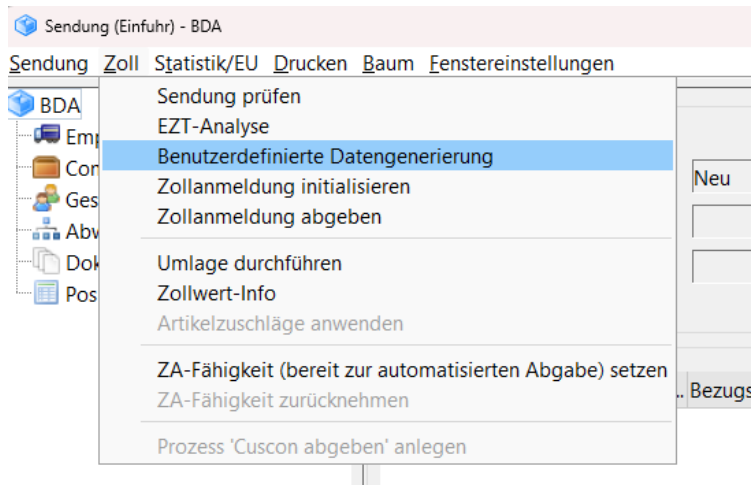 Sendung (Einfuhr) - BDA
Sendung Zoll Statistik/EU Drucken Baum Fenstereinstellungen
BDA
Sendung prüfen
EZT-Analyse
Benutzerdefinierte Datengenerierung
Zollanmeldung initialisieren
Zollanmeldung abgeben
Umlage durchführen
Zollwert-Info
Artikelzuschläge anwenden
ZA-Fähigkeit (bereit zur automatisierten Abgabe) setzen
ZA-Fähigkeit zurücknehmen
Prozess 'Cuscon abgeben' anlegen
Neu